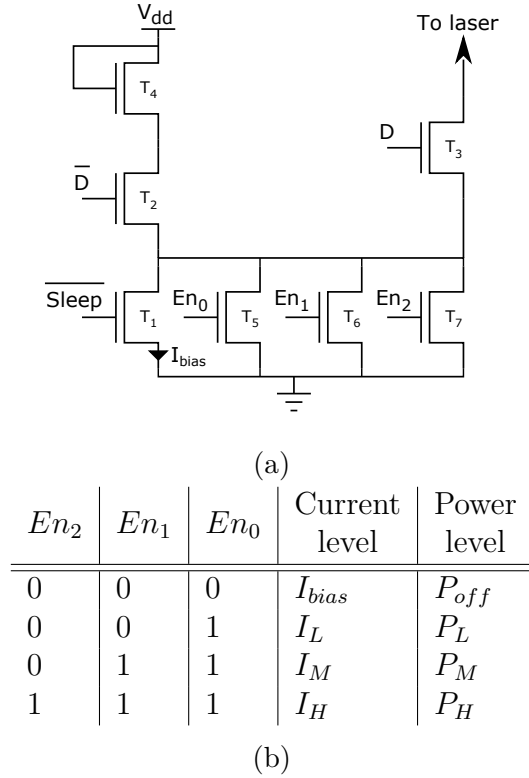 V_dd
To laser
T_4
D
T_3
D̅
T_2
S̅l̅e̅e̅p̅
T_1
En_0
T_5
En_1
T_6
En_2
T_7
I_bias
(a)
En_2 En_1 En_0 Current level Power level
0 0 0 I_bias P_off
0 0 1 I_L P_L
0 1 1 I_M P_M
1 1 1 I_H P_H
(b)